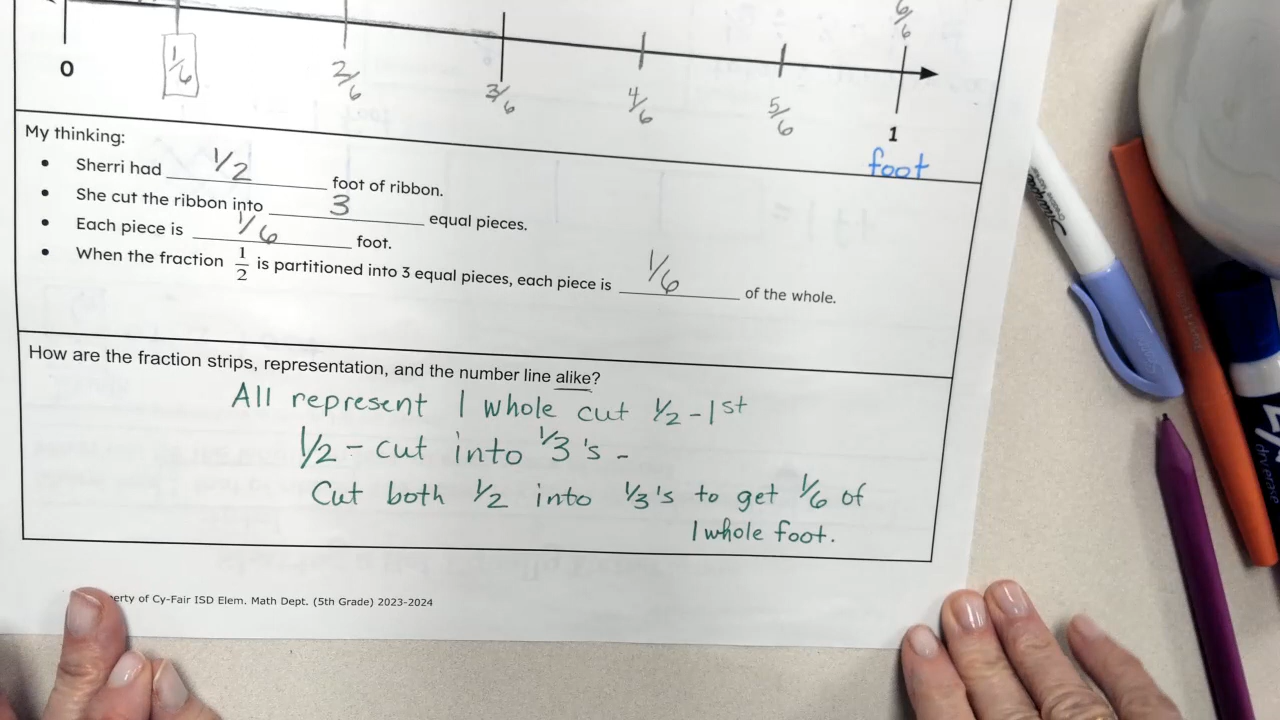 6/6
0 1/6 2/6 3/6 4/6 5/6 1
foot
My thinking:
• Sherri had 1/2 foot of ribbon.
• She cut the ribbon into 3 equal pieces.
• Each piece is 1/6 foot.
• When the fraction 1/2 is partitioned into 3 equal pieces, each piece is 1/6 of the whole.
How are the fraction strips, representation, and the number line alike?
All represent 1 whole cut 1/2 - 1st
1/2 - cut into 1/3's -
Cut both 1/2 into 1/3's to get 1/6 of
1 whole foot.
erty of Cy-Fair ISD Elem. Math Dept. (5th Grade) 2023-2024